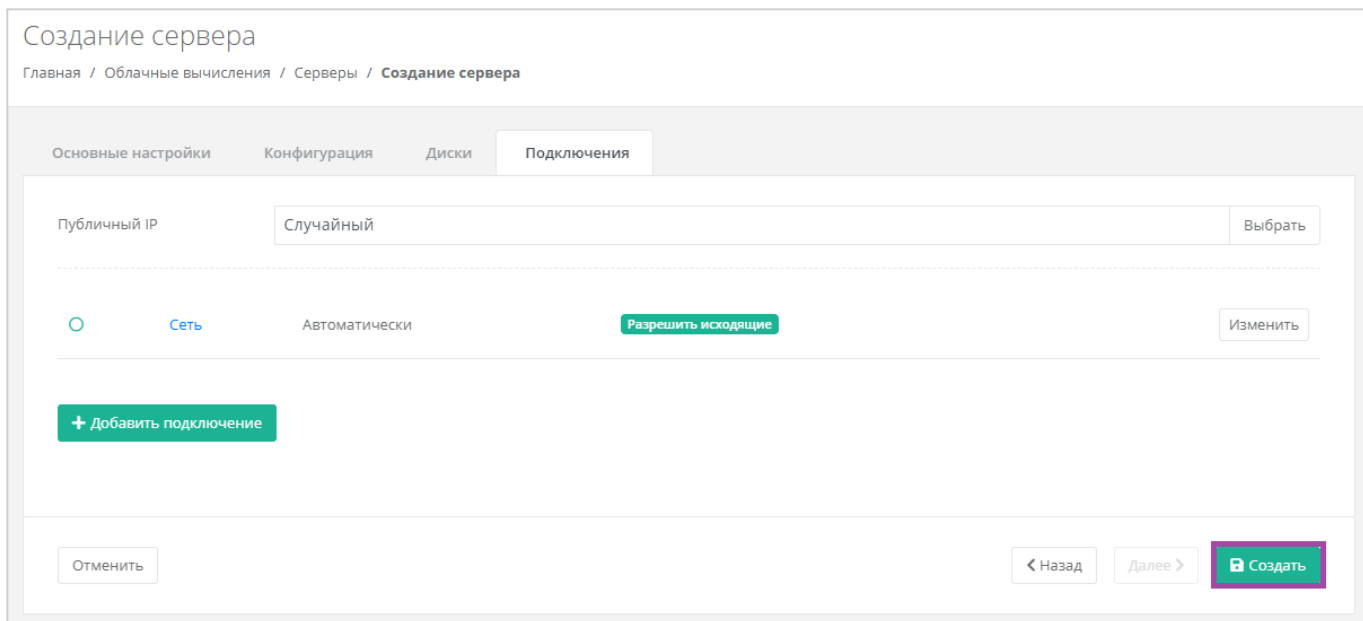 Создание сервера
Главная / Облачные вычисления / Серверы / Создание сервера
Основные настройки Конфигурация Диски Подключения
Публичный IP Случайный Выбрать
Сеть Автоматически Разрешить исходящие Изменить
+ Добавить подключение
Отменить Назад Далее Создать